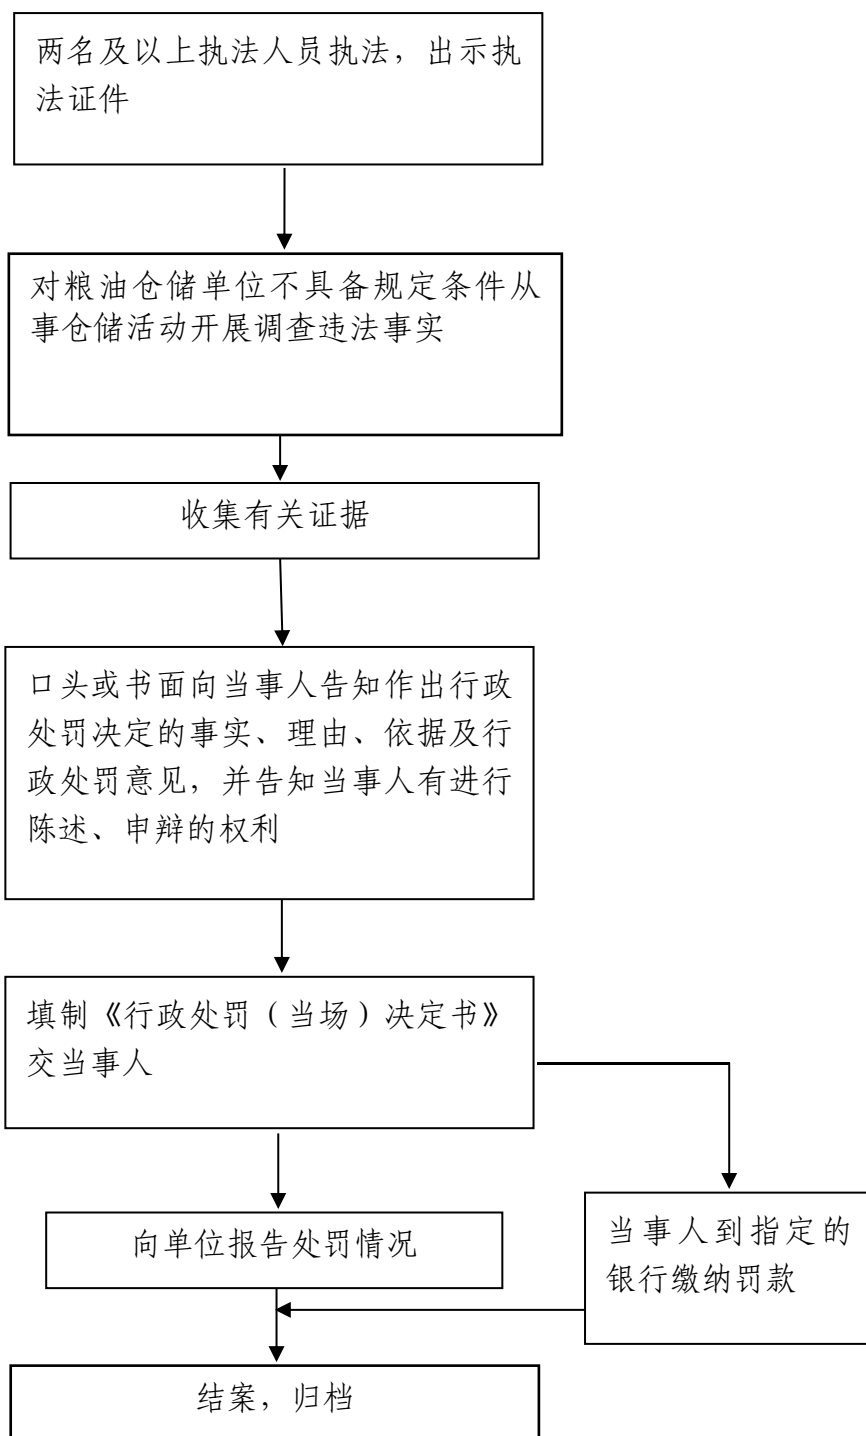 两名及以上执法人员执法，出示执
法证件
对粮油仓储单位不具备规定条件从
事仓储活动开展调查违法事实
收集有关证据
口头或书面向当事人告知作出行政
处罚决定的事实、理由、依据及行
政处罚意见，并告知当事人有进行
陈述、申辩的权利
填制《行政处罚（当场）决定书》
交当事人
向单位报告处罚情况
当事人到指定的
银行缴纳罚款
结案，归档